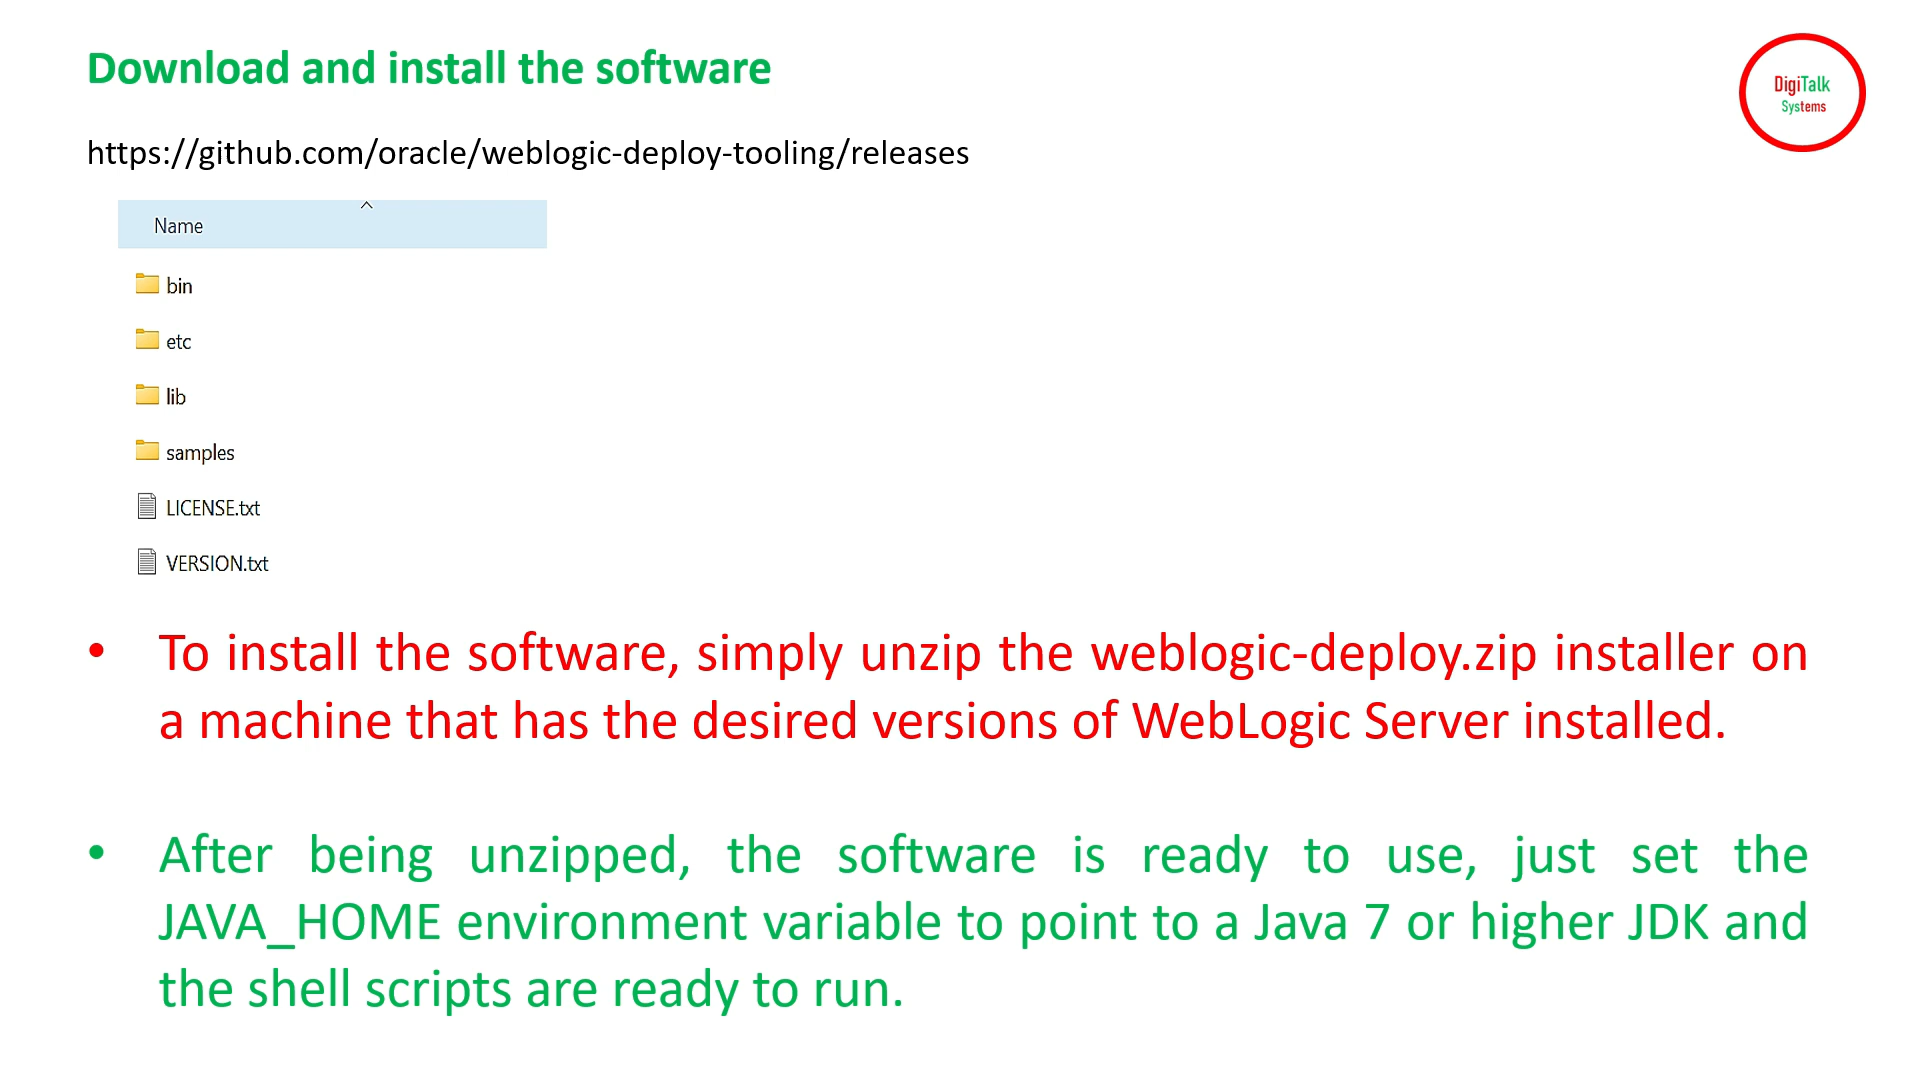 Download and install the software
DigiTalk
Systems
https://github.com/oracle/weblogic-deploy-tooling/releases
Name
bin
etc
lib
samples
LICENSE.txt
VERSION.txt
• To install the software, simply unzip the weblogic-deploy.zip installer on
a machine that has the desired versions of WebLogic Server installed.
• After being unzipped, the software is ready to use, just set the
JAVA_HOME environment variable to point to a Java 7 or higher JDK and
the shell scripts are ready to run.